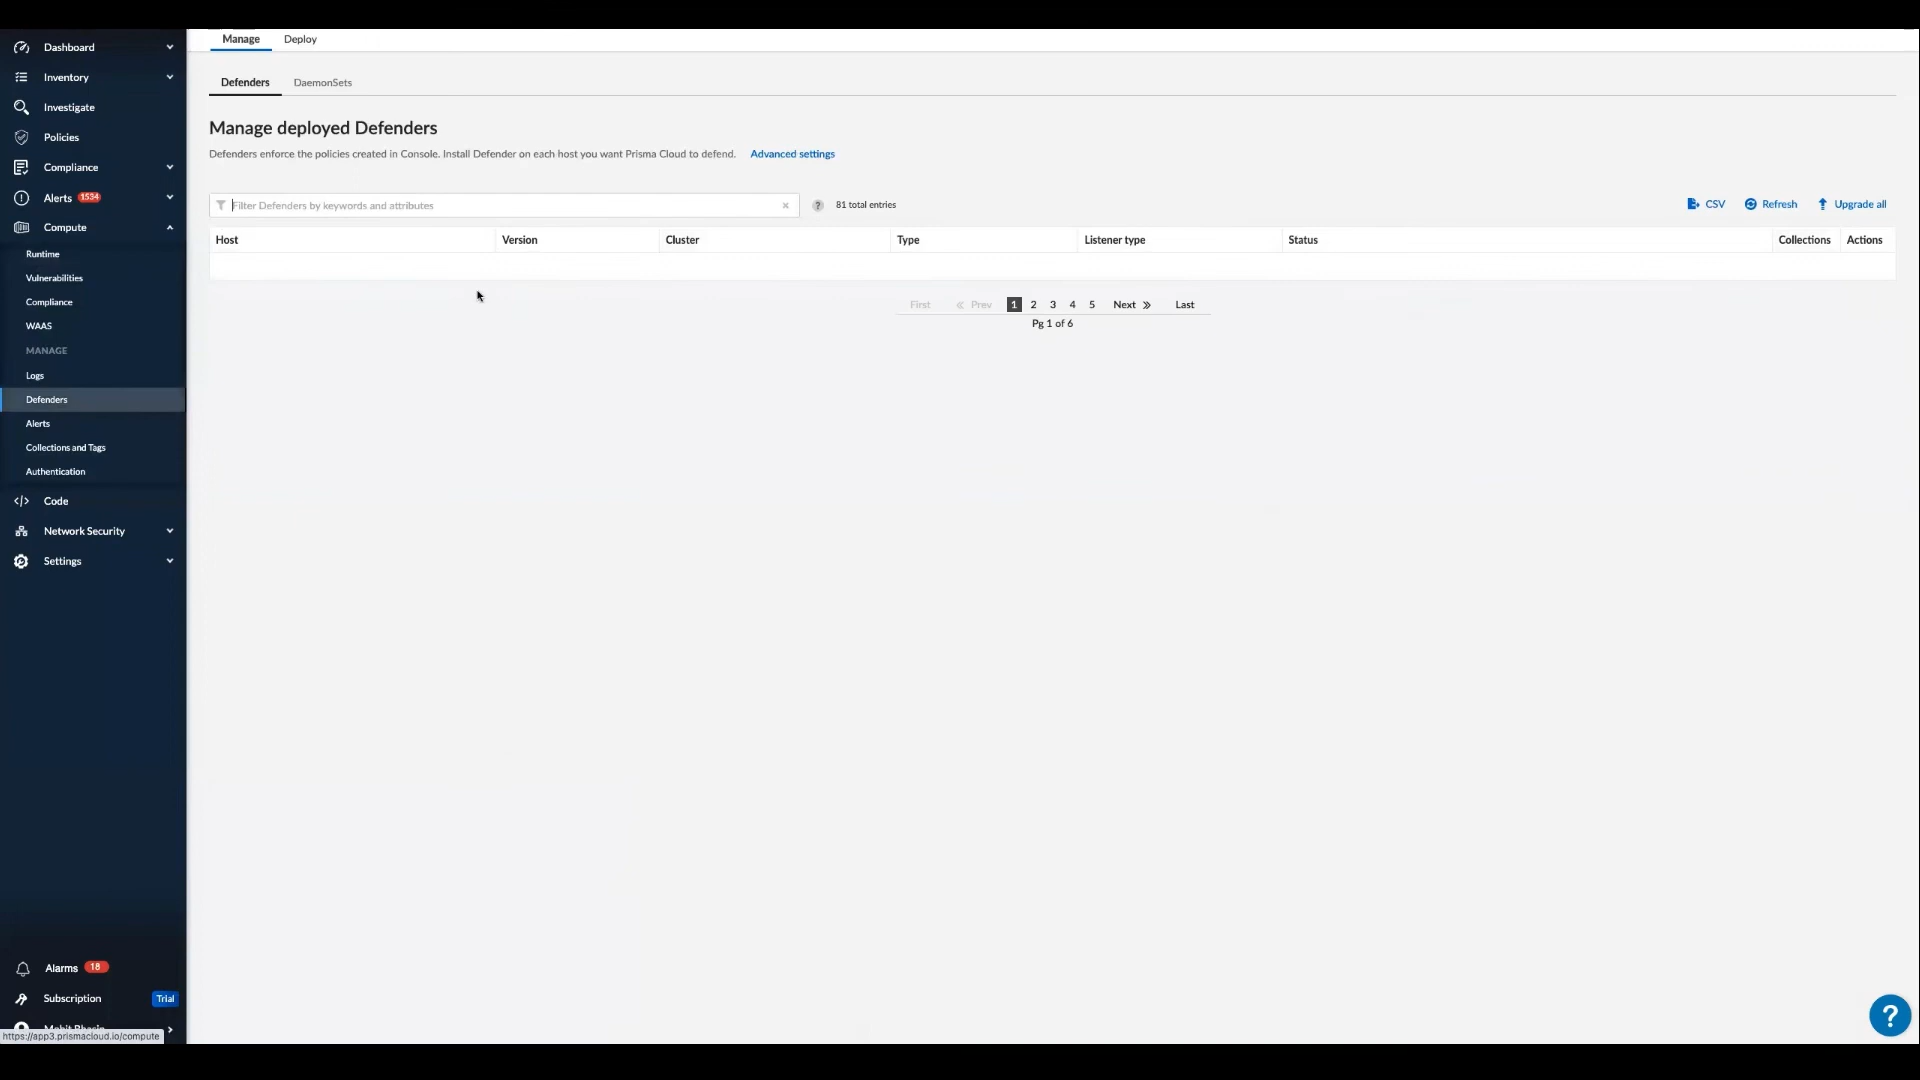 Dashboard
Inventory
Investigate
Policies
Compliance
Alerts 1534
Compute
Runtime
Vulnerabilities
Compliance
WAAS
MANAGE
Logs
Defenders
Alerts
Collections and Tags
Authentication
Code
Network Security
Settings
Alarms 18
Subscription Trial
https://app3.prismacloud.io/compute
Manage Deploy
Defenders DaemonSets
Manage deployed Defenders
Defenders enforce the policies created in Console. Install Defender on each host you want Prisma Cloud to defend. Advanced settings
Filter Defenders by keywords and attributes × ? 81 total entries CSV Refresh Upgrade all
Host Version Cluster Type Listener type Status Collections Actions
First « Prev 1 2 3 4 5 Next » Last
Pg 1 of 6
?